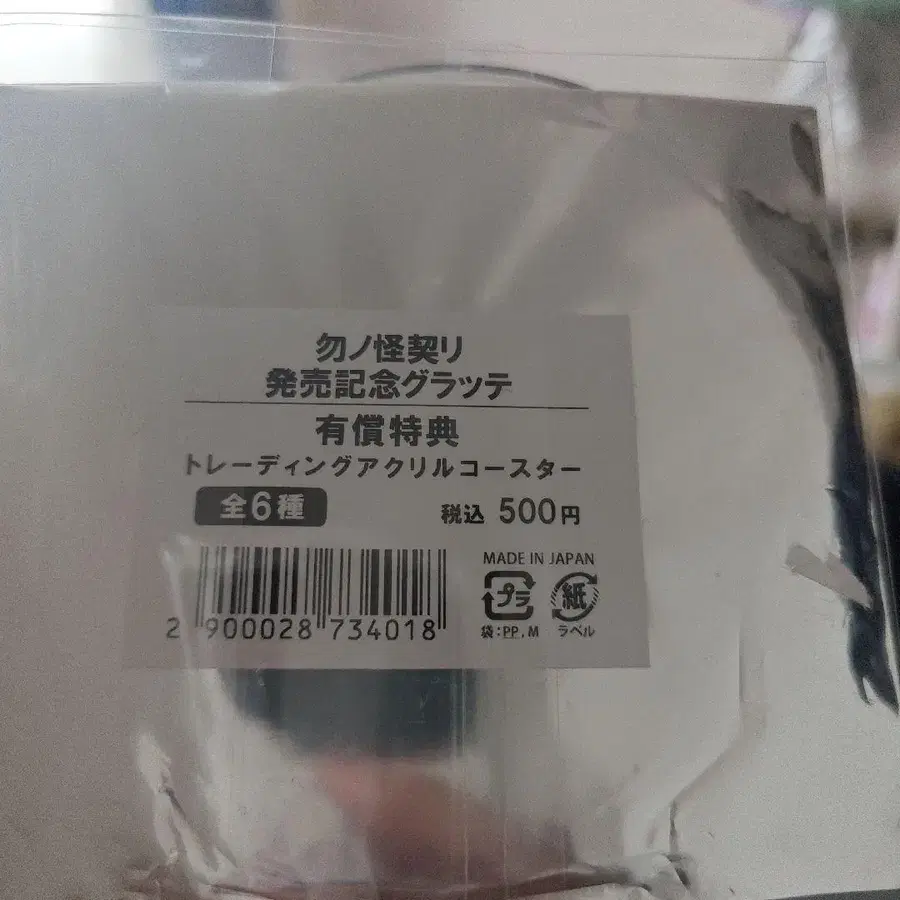 勿ノ怪契リ
発売記念グラッテ
有償特典
トレーディングアクリルコースター
全6種
税込 500円
MADE IN JAPAN
プラ
紙
袋:PP,M
ラベル
2 900028 734018